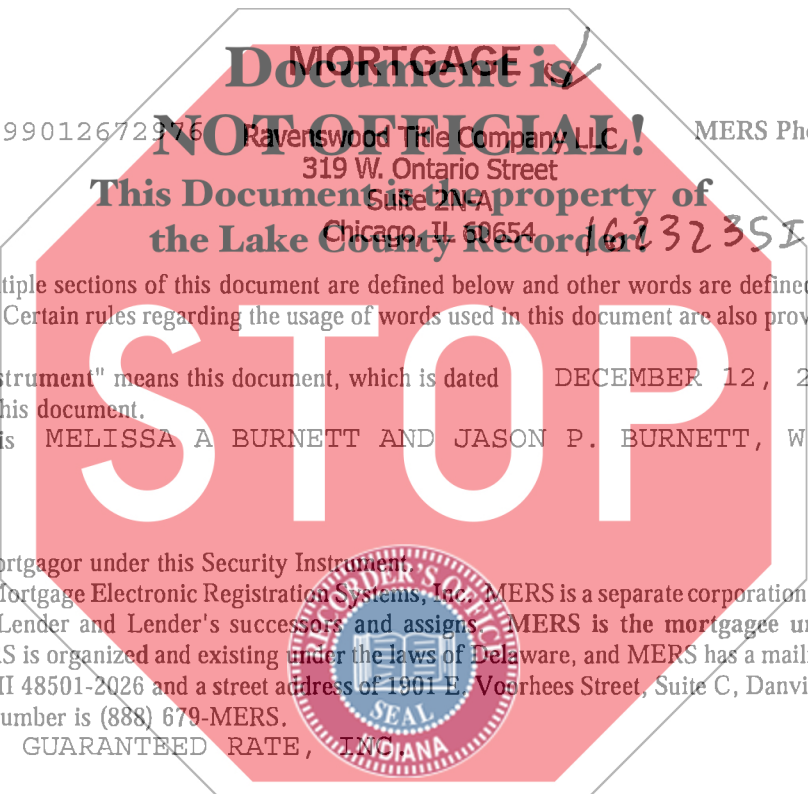 MORTGAGE
Document is
NOT OFFICIAL!
This Document is the property of
the Lake County Recorder!
99012672976
Ravenswood Title Company LLC
319 W. Ontario Street
Suite 2N-A
Chicago, IL 60654
MERS Pho
1623235I
tiple sections of this document are defined below and other words are define
Certain rules regarding the usage of words used in this document are also prov
strument" means this document, which is dated DECEMBER 12, 2
his document.
is MELISSA A BURNETT AND JASON P. BURNETT, W
STOP
ortgagor under this Security Instrument.
ortgage Electronic Registration Systems, Inc. MERS is a separate corporation
Lender and Lender's successors and assigns. MERS is the mortgagee u
S is organized and existing under the laws of Delaware, and MERS has a maili
I 48501-2026 and a street address of 1901 E. Voorhees Street, Suite C, Danvi
umber is (888) 679-MERS.
GUARANTEED RATE, INC.
RECORDER'S OFFICE
SEAL
INDIANA